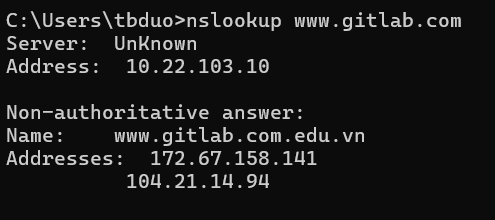 C:\Users\tbduo>nslookup www.gitlab.com
Server:  UnKnown
Address:  10.22.103.10

Non-authoritative answer:
Name:    www.gitlab.com.edu.vn
Addresses:  172.67.158.141
          104.21.14.94